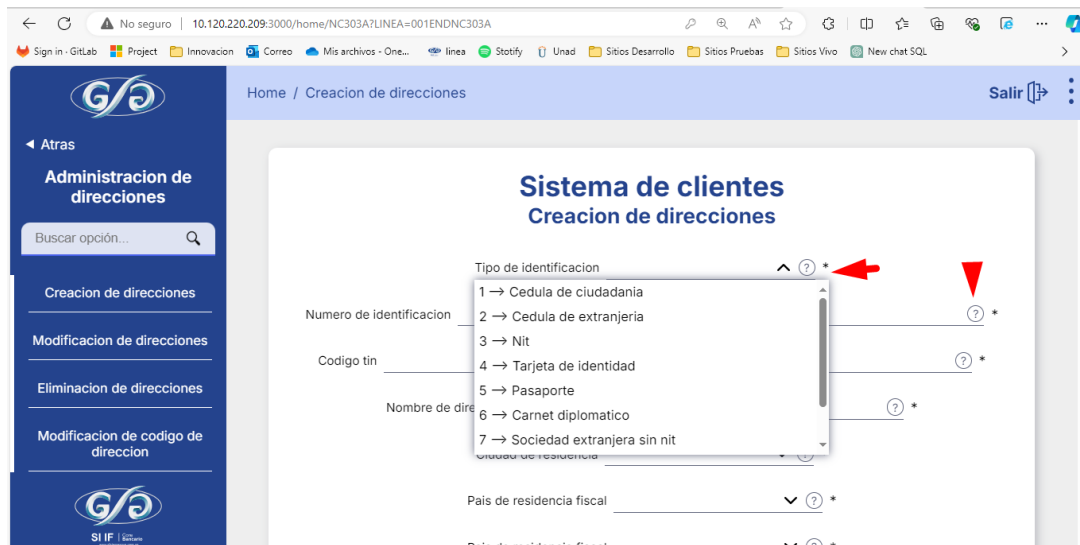 No seguro | 10.120.220.209:3000/home/NC303A?LINEA=001ENDNC303A
Sign in · GitLab Project Innovacion Correo Mis archivos - One... linea Stotify Unad Sitios Desarrollo Sitios Pruebas Sitios Vivo New chat SQL
Home / Creacion de direcciones
Salir
Atras
Administracion de
direcciones
Buscar opción...
Creacion de direcciones
Modificacion de direcciones
Eliminacion de direcciones
Modificacion de codigo de
direccion
SIIF
Sistema de clientes
Creacion de direcciones
Tipo de identificacion ? *
1 → Cedula de ciudadania
2 → Cedula de extranjeria
3 → Nit
4 → Tarjeta de identidad
5 → Pasaporte
6 → Carnet diplomatico
7 → Sociedad extranjera sin nit
Numero de identificacion ? *
Codigo tin ? *
Nombre de dire ? *
Ciudad de residencia ?
Pais de residencia fiscal ? *
Pais de residencia fiscal ? *